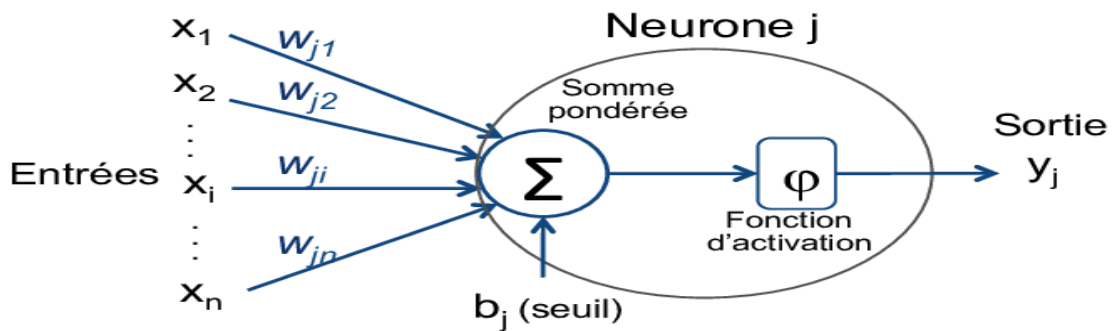 Neurone j
x1
wj1
x2
wj2
Somme
pondérée
Entrées
xi
wji
Σ
φ
Sortie
yj
Fonction
d'activation
wjn
xn
bj (seuil)